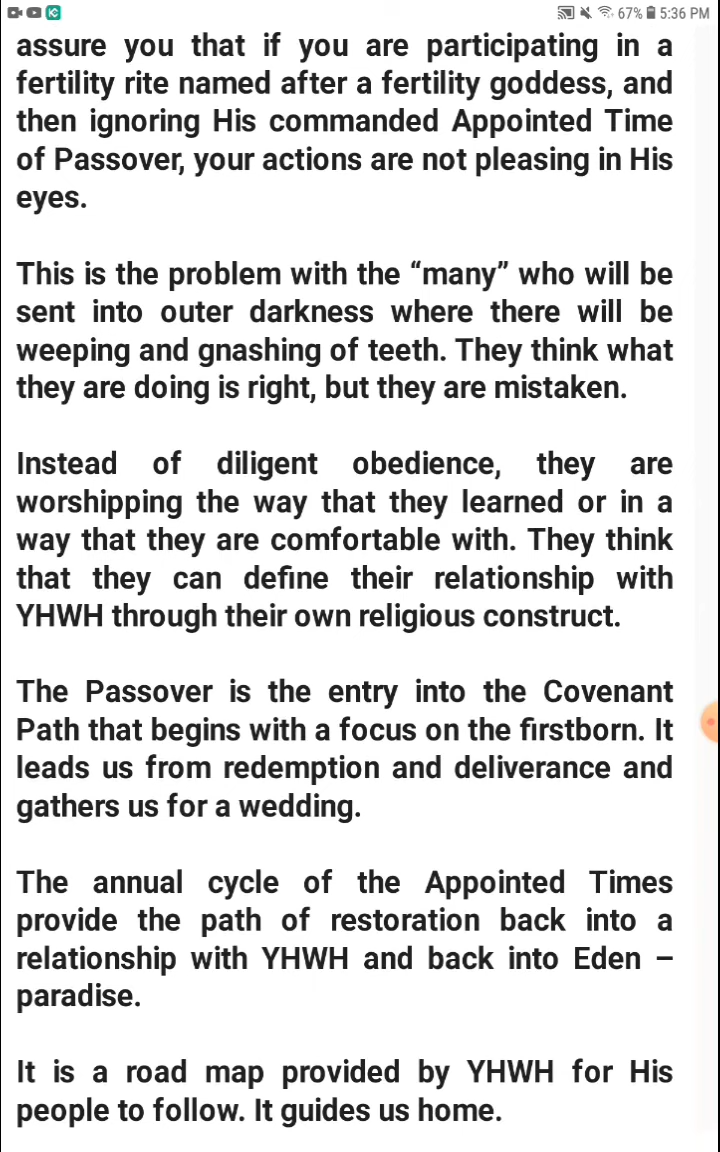 67% 5:36 PM
assure you that if you are participating in a
fertility rite named after a fertility goddess, and
then ignoring His commanded Appointed Time
of Passover, your actions are not pleasing in His
eyes.
This is the problem with the “many” who will be
sent into outer darkness where there will be
weeping and gnashing of teeth. They think what
they are doing is right, but they are mistaken.
Instead of diligent obedience, they are
worshipping the way that they learned or in a
way that they are comfortable with. They think
that they can define their relationship with
YHWH through their own religious construct.
The Passover is the entry into the Covenant
Path that begins with a focus on the firstborn. It
leads us from redemption and deliverance and
gathers us for a wedding.
The annual cycle of the Appointed Times
provide the path of restoration back into a
relationship with YHWH and back into Eden –
paradise.
It is a road map provided by YHWH for His
people to follow. It guides us home.